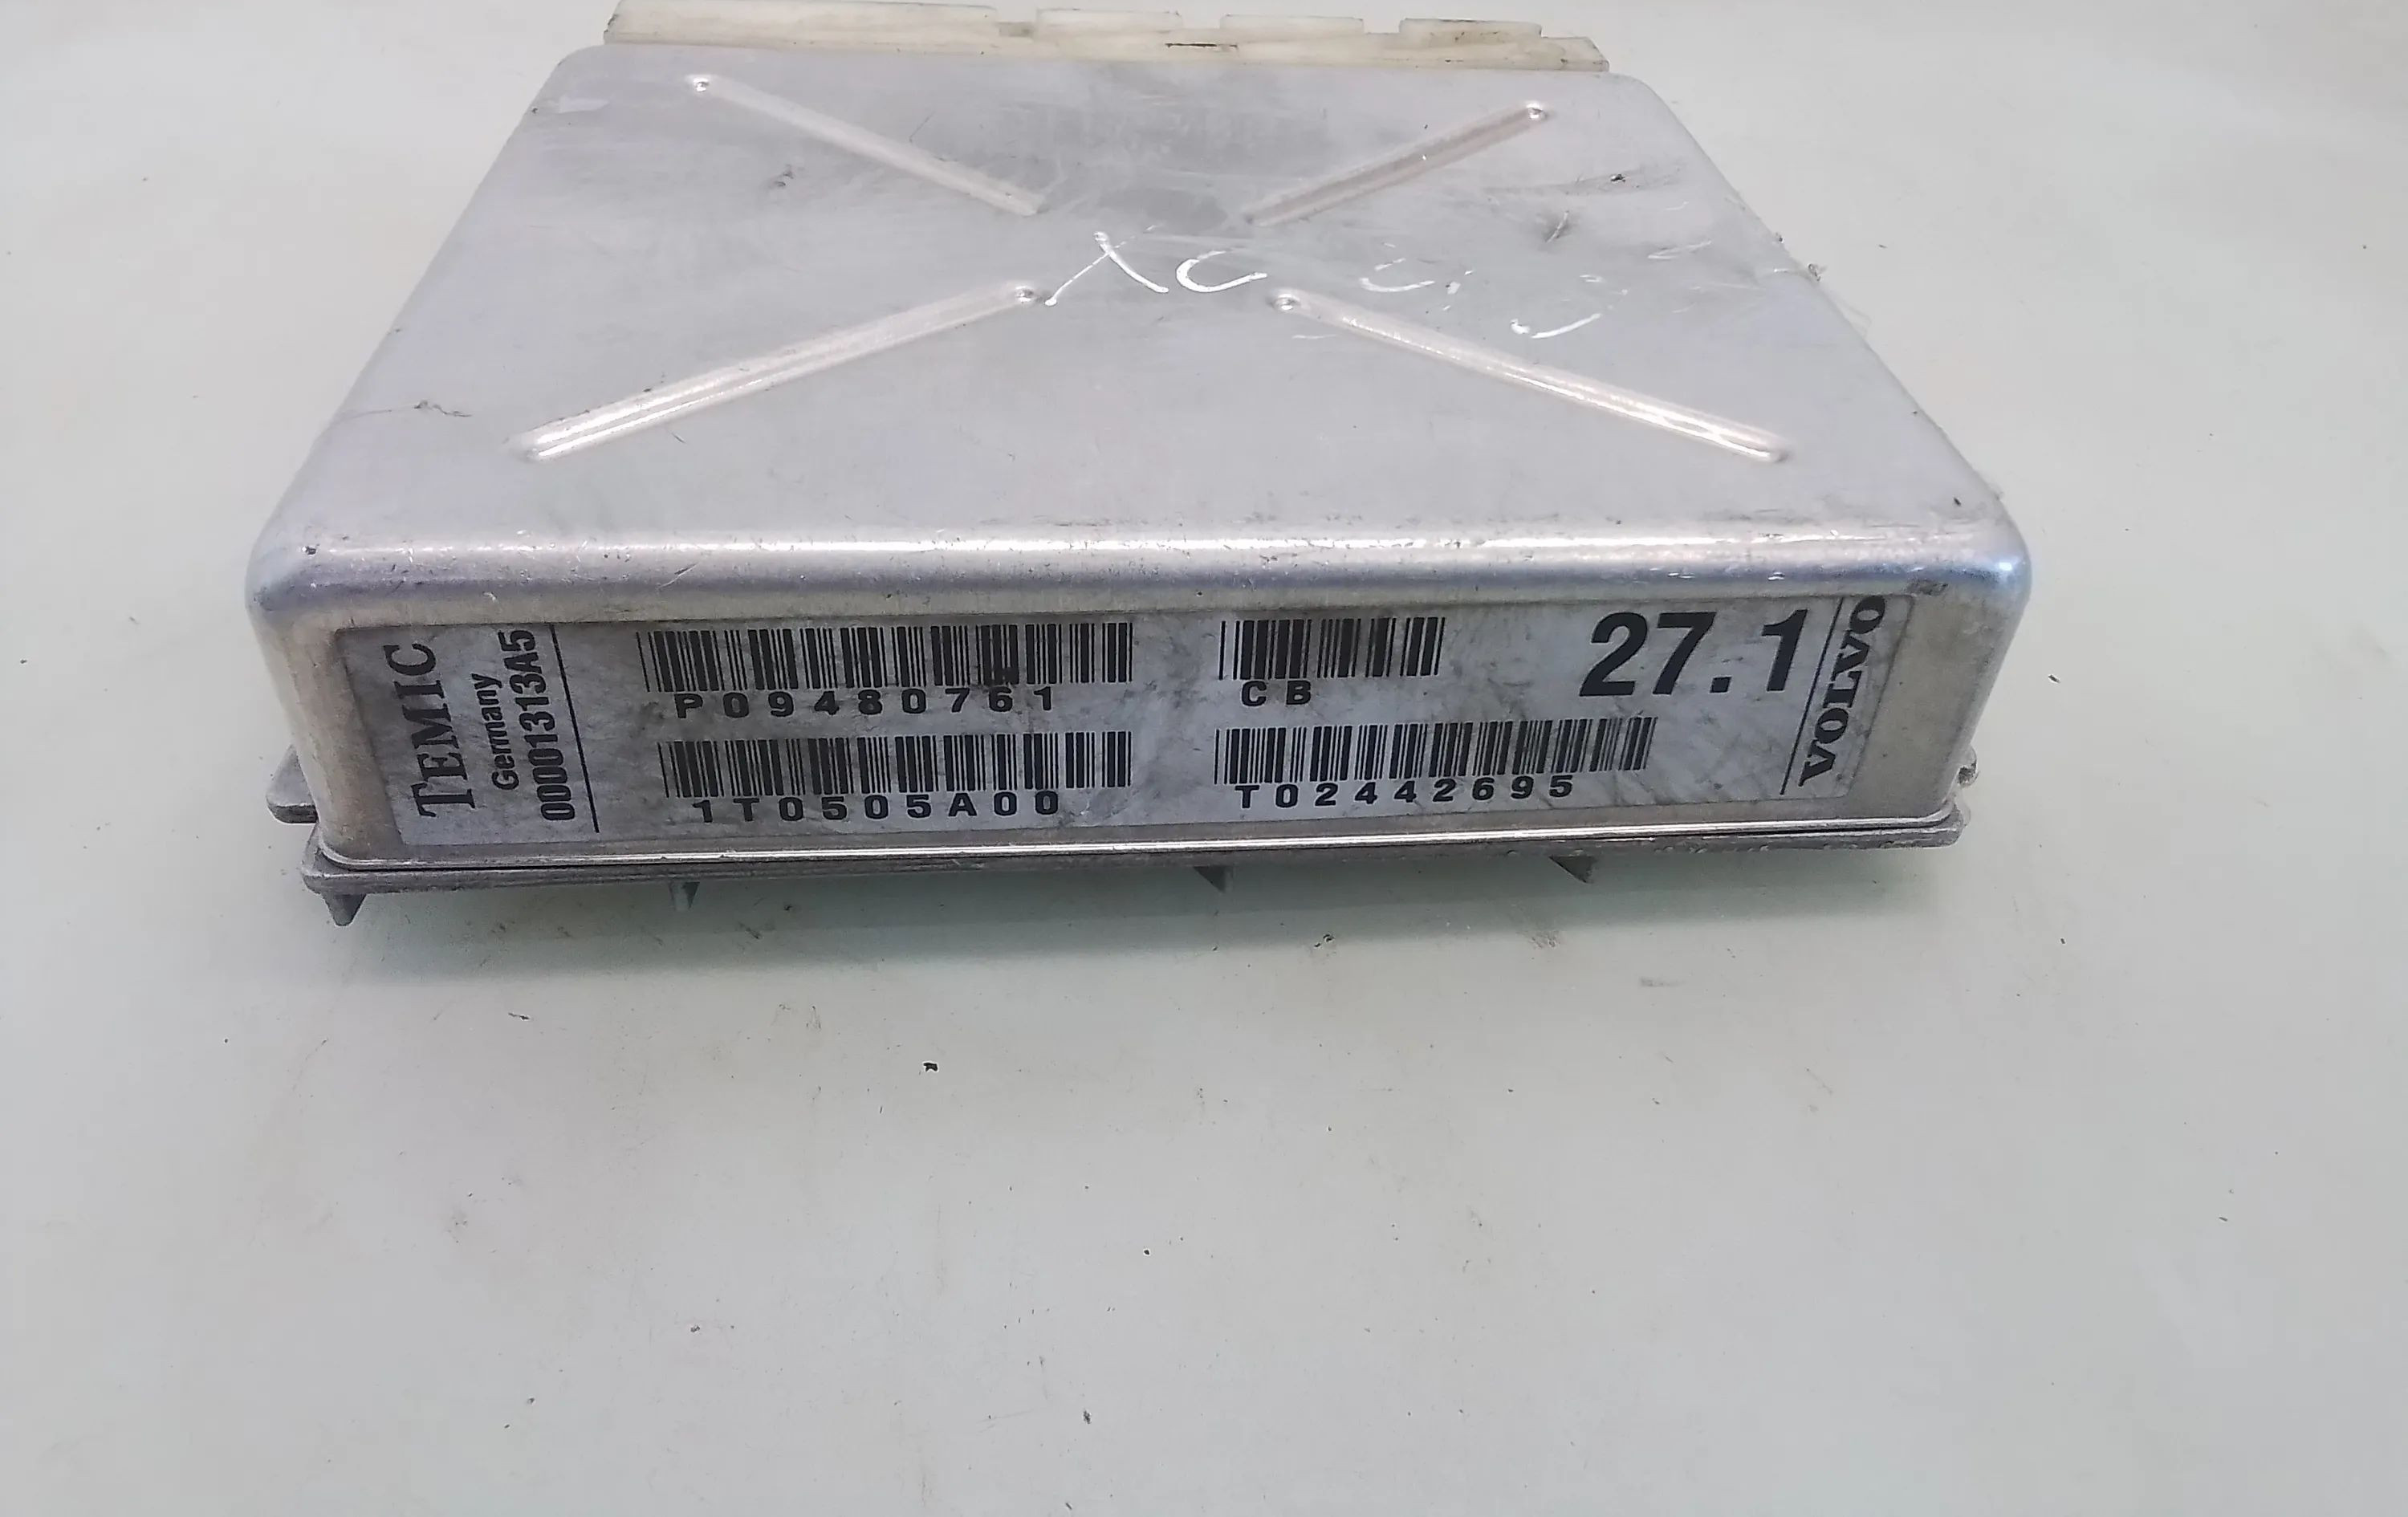 TEMIC
Germany
00001313A5
P09480761
CB
27.1
VOLVO
1T0505A00
T02442695